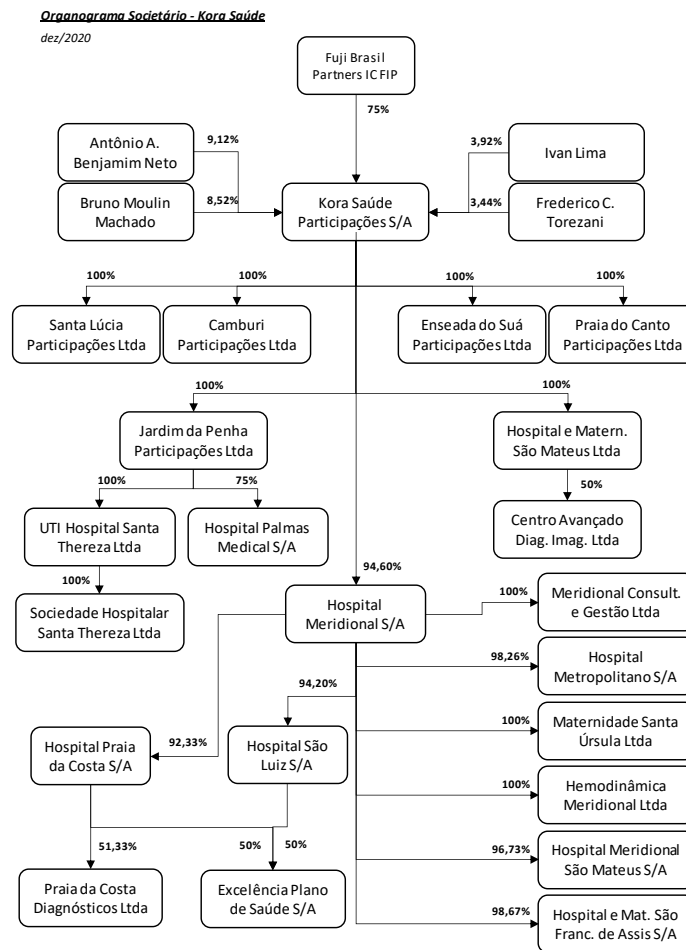 Organograma Societário - Kora Saúde
dez/2020
Fuji Brasil
Partners IC FIP
75%
Antônio A.
Benjamim Neto
9,12%
3,92%
Ivan Lima
Bruno Moulin
Machado
8,52%
Kora Saúde
Participações S/A
3,44%
Frederico C.
Torezani
100%
100%
100%
100%
Santa Lúcia
Participações Ltda
Camburi
Participações Ltda
Enseada do Suá
Participações Ltda
Praia do Canto
Participações Ltda
100%
100%
Jardim da Penha
Participações Ltda
Hospital e Matern.
São Mateus Ltda
100%
75%
50%
UTI Hospital Santa
Thereza Ltda
Hospital Palmas
Medical S/A
Centro Avançado
Diag. Imag. Ltda
100%
94,60%
Sociedade Hospitalar
Santa Thereza Ltda
Hospital
Meridional S/A
100%
Meridional Consult.
e Gestão Ltda
98,26%
Hospital
Metropolitano S/A
94,20%
92,33%
Hospital Praia
da Costa S/A
Hospital São
Luiz S/A
100%
Maternidade Santa
Úrsula Ltda
100%
Hemodinâmica
Meridional Ltda
51,33%
50%
50%
96,73%
Hospital Meridional
São Mateus S/A
Praia da Costa
Diagnósticos Ltda
Excelência Plano
de Saúde S/A
98,67%
Hospital e Mat. São
Franc. de Assis S/A